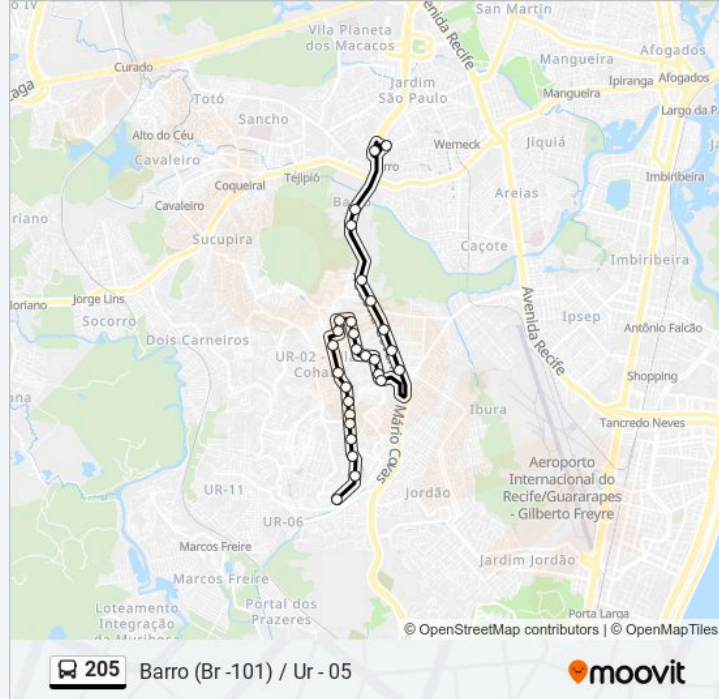 San Martin
Vila Planeta
dos Macacos
Avenida Recife
Afogados
Mangueira
Curado
Jardim
São Paulo
Ipiranga
Afogados
Totó
Mangueira
Sancho
Largo da
Alto do Céu
Cavaleiro
Werneck
Jiquiá
Coqueiral
Tejipió
Imbiribeira
Cavaleiro
Areias
Sucupira
Caçote
Imbiribeira
Jorge Lins
Socorro
Avenida Recife
Ipsep
Dois Carneiros
Antônio Falcão
UR-02
Coha
Shopping
Mário Covas
Ibura
Tancredo Neves
Aeroporto
Internacional do
Recife/Guararapes
- Gilberto Freyre
UR-11
Jordão
UR-06
Marcos Freire
Jardim Jordão
Marcos Freire
Portal dos
Prazeres
Loteamento
Integração
da Muribeca
Porta Larga
© OpenStreetMap contributors | © OpenMapTiles
205 Barro (Br -101) / Ur - 05
moovit